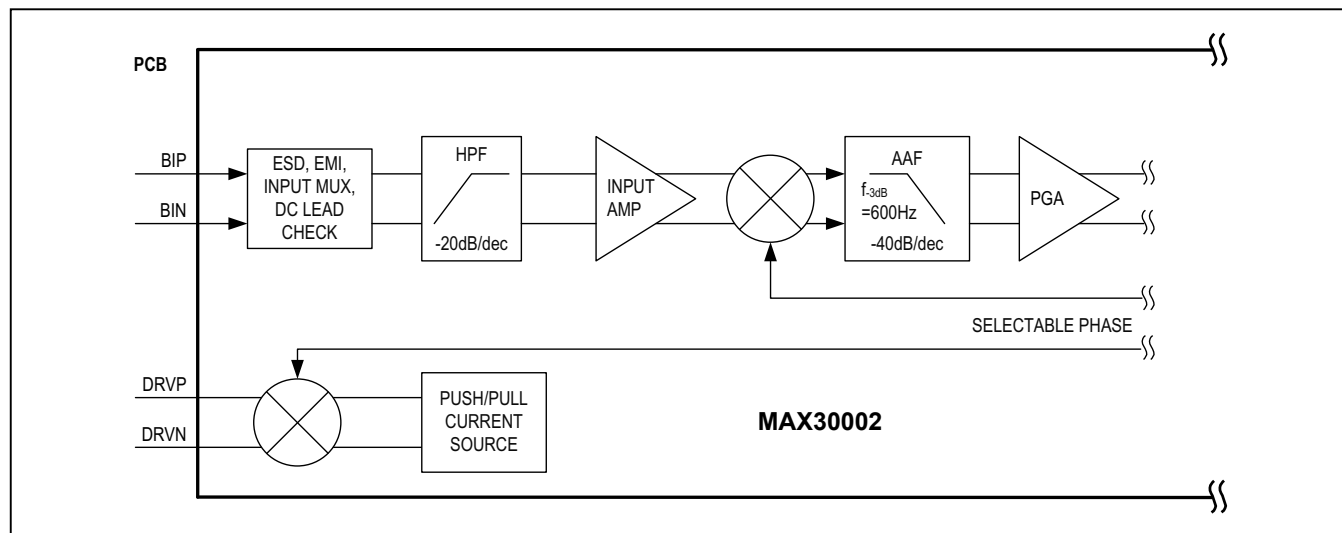 PCB
BIP
BIN
ESD, EMI,
INPUT MUX,
DC LEAD
CHECK
HPF
-20dB/dec
INPUT
AMP
AAF
f-3dB
=600Hz
-40dB/dec
PGA
SELECTABLE PHASE
DRVP
DRVN
PUSH/PULL
CURRENT
SOURCE
MAX30002